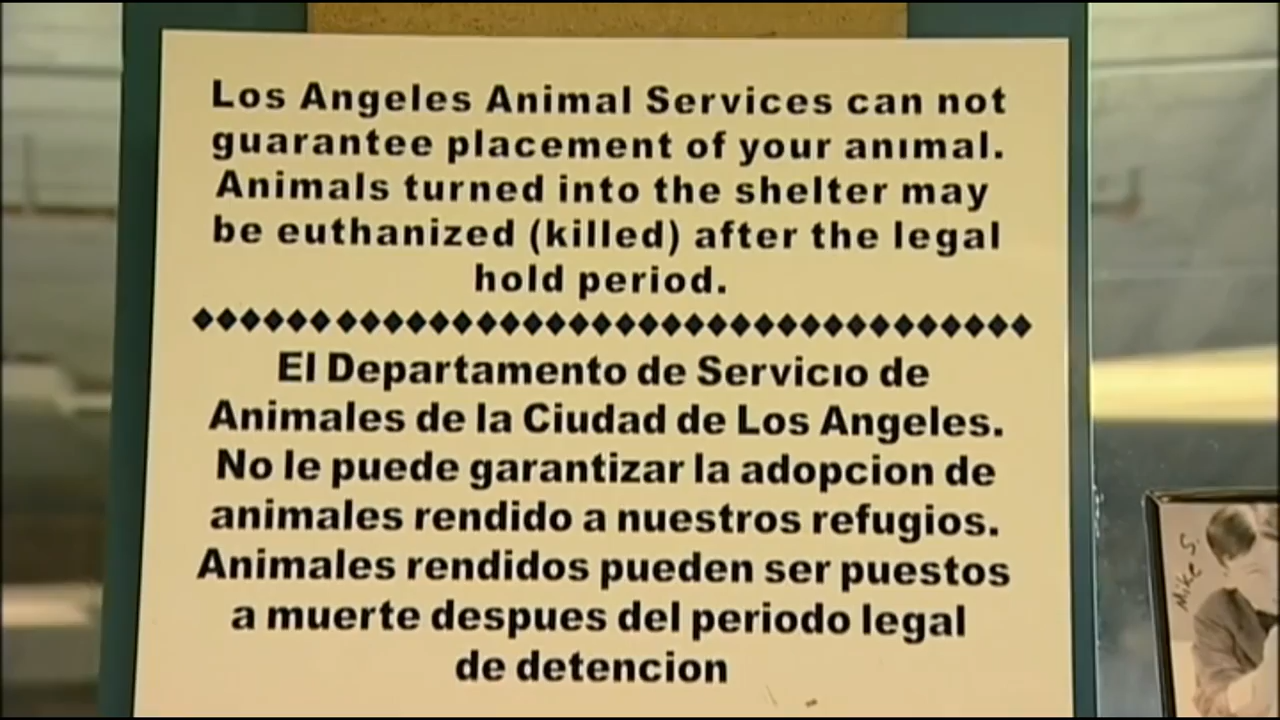 Los Angeles Animal Services can not
guarantee placement of your animal.
Animals turned into the shelter may
be euthanized (killed) after the legal
hold period.
El Departamento de Servicio de
Animales de la Ciudad de Los Angeles.
No le puede garantizar la adopcion de
animales rendido a nuestros refugios.
Animales rendidos pueden ser puestos
a muerte despues del periodo legal
de detencion
Mike S.